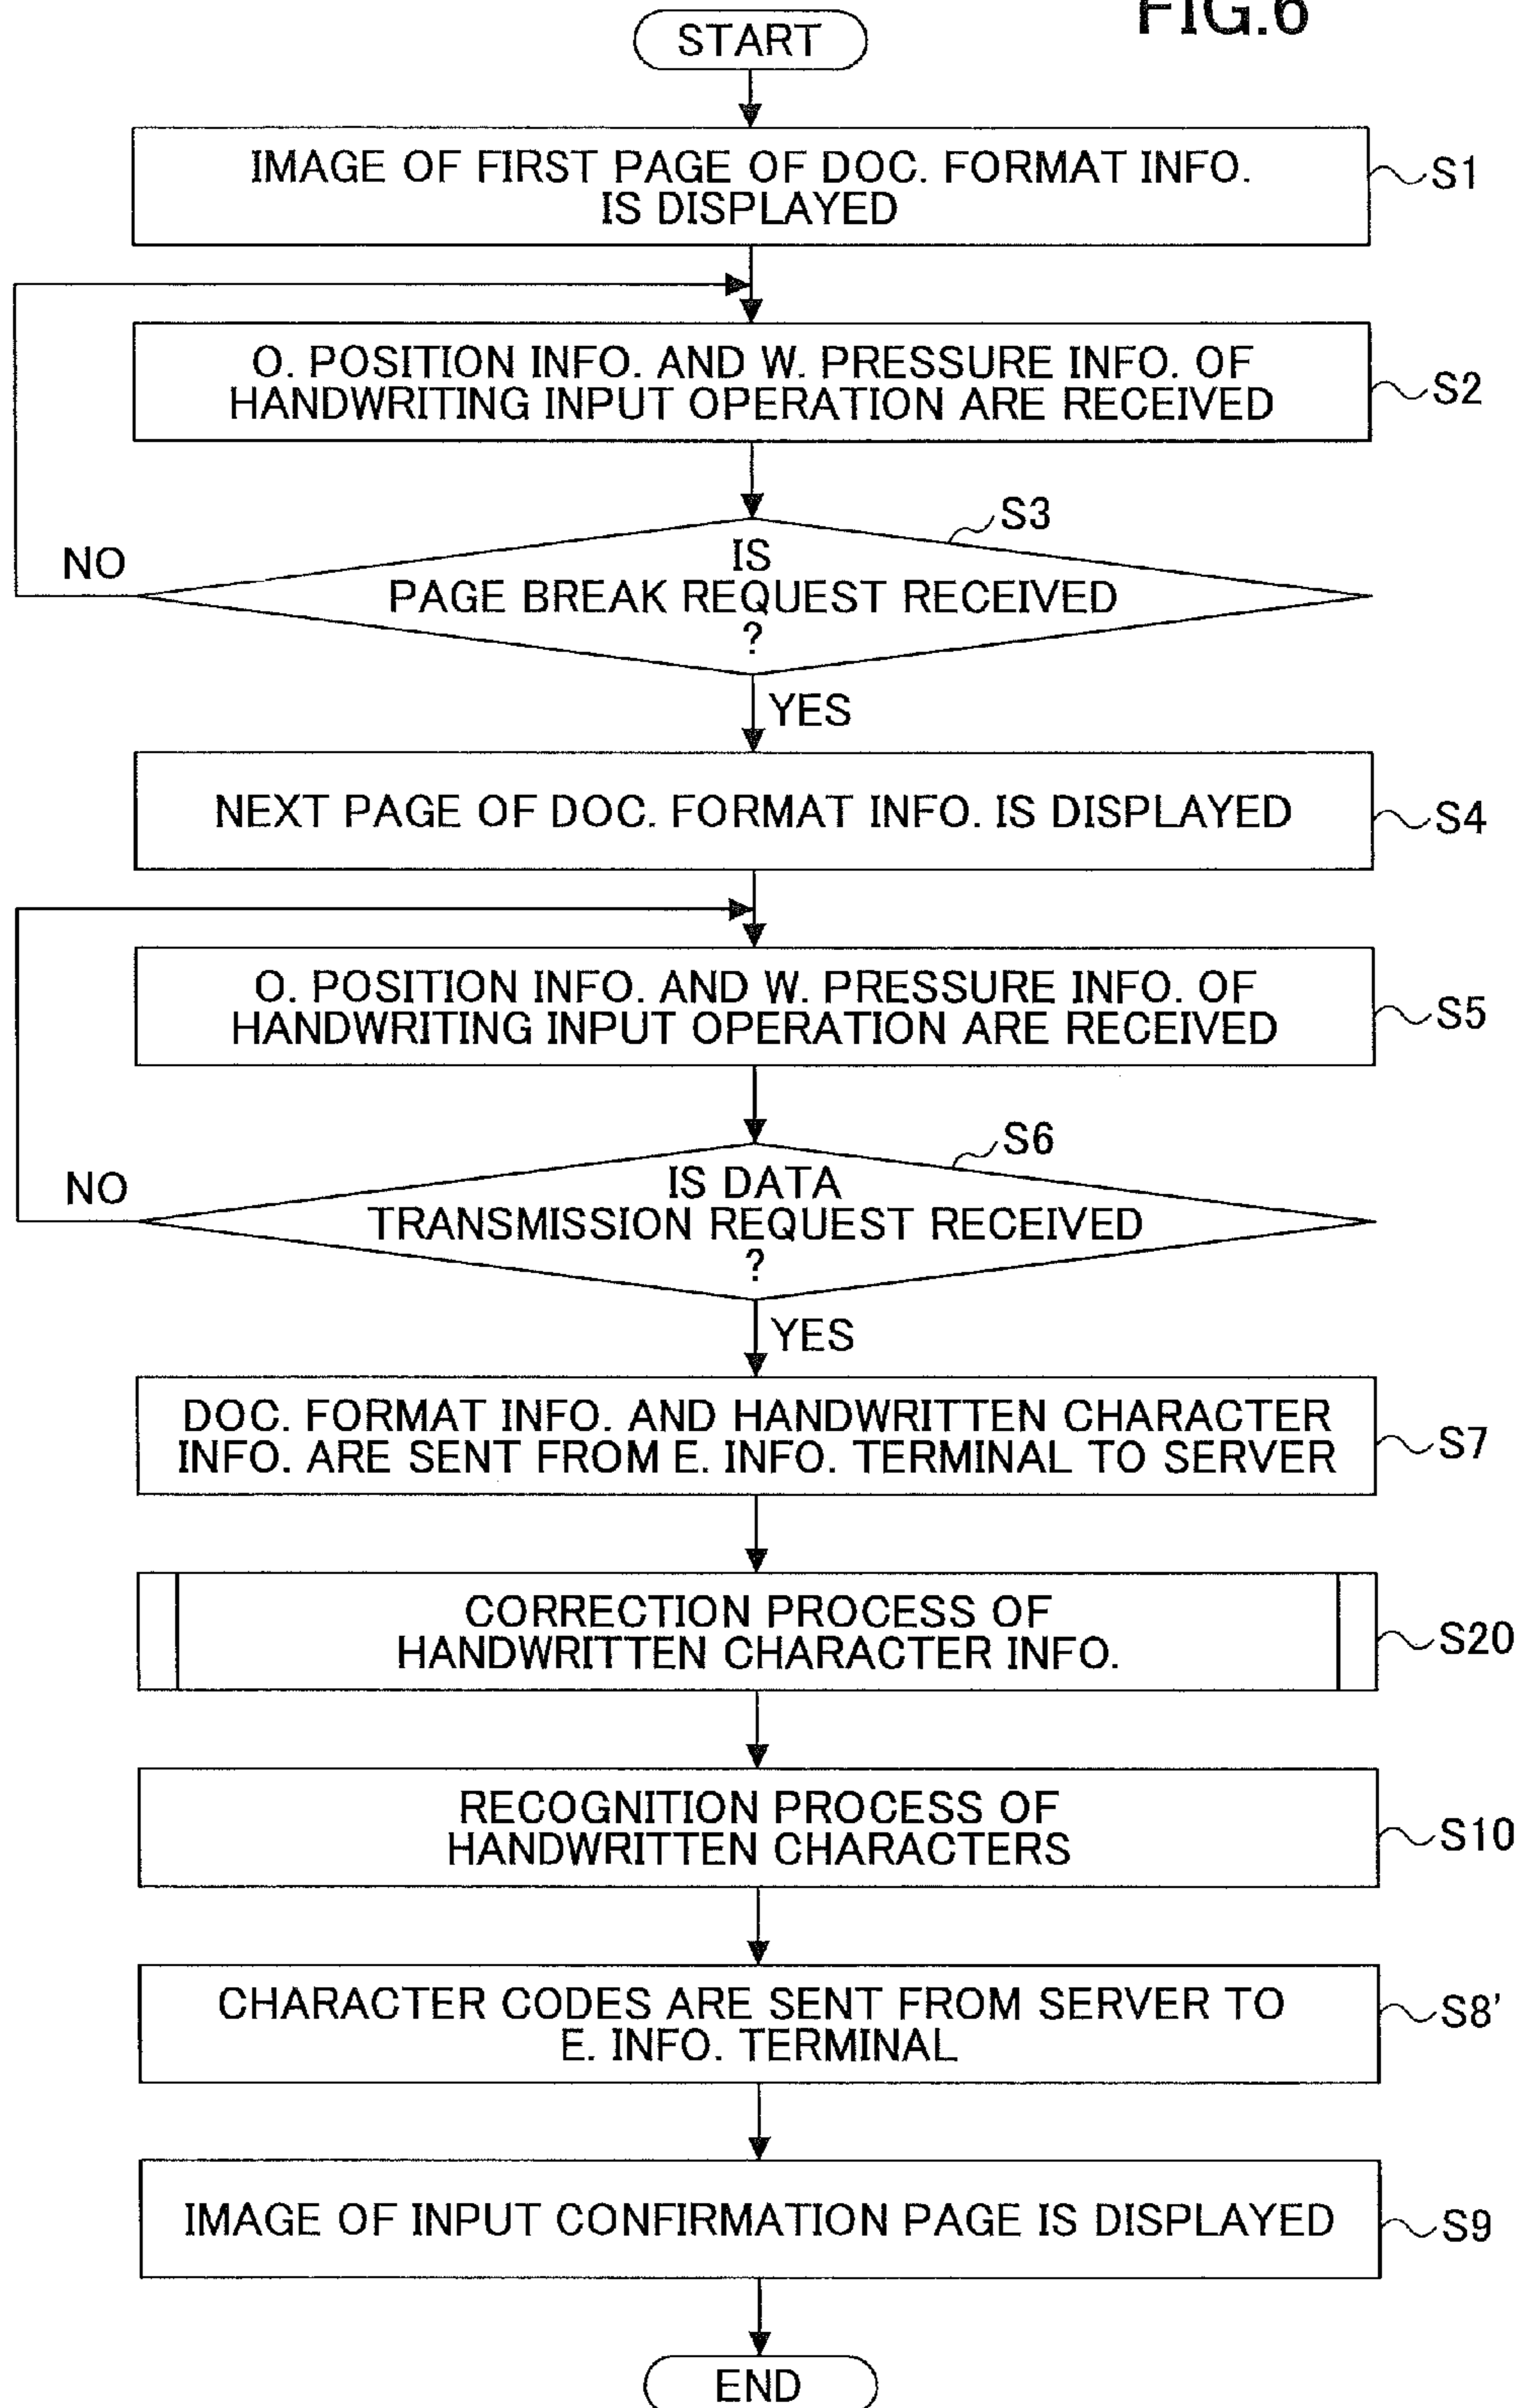 FIG.6
START
IMAGE OF FIRST PAGE OF DOC. FORMAT INFO.
IS DISPLAYED
S1
O. POSITION INFO. AND W. PRESSURE INFO. OF
HANDWRITING INPUT OPERATION ARE RECEIVED
S2
S3
IS
PAGE BREAK REQUEST RECEIVED
?
NO
YES
NEXT PAGE OF DOC. FORMAT INFO. IS DISPLAYED
S4
O. POSITION INFO. AND W. PRESSURE INFO. OF
HANDWRITING INPUT OPERATION ARE RECEIVED
S5
S6
IS DATA
TRANSMISSION REQUEST RECEIVED
?
NO
YES
DOC. FORMAT INFO. AND HANDWRITTEN CHARACTER
INFO. ARE SENT FROM E. INFO. TERMINAL TO SERVER
S7
CORRECTION PROCESS OF
HANDWRITTEN CHARACTER INFO.
S20
RECOGNITION PROCESS OF
HANDWRITTEN CHARACTERS
S10
CHARACTER CODES ARE SENT FROM SERVER TO
E. INFO. TERMINAL
S8'
IMAGE OF INPUT CONFIRMATION PAGE IS DISPLAYED
S9
END